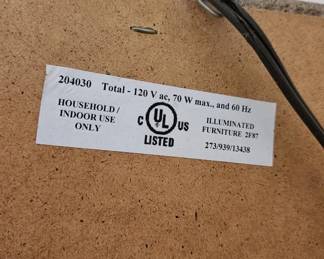 204030 Total - 120 V ac, 70 W max., and 60 Hz
HOUSEHOLD /
INDOOR USE
ONLY
C UL US
LISTED
ILLUMINATED
FURNITURE 2F87
273/939/13438